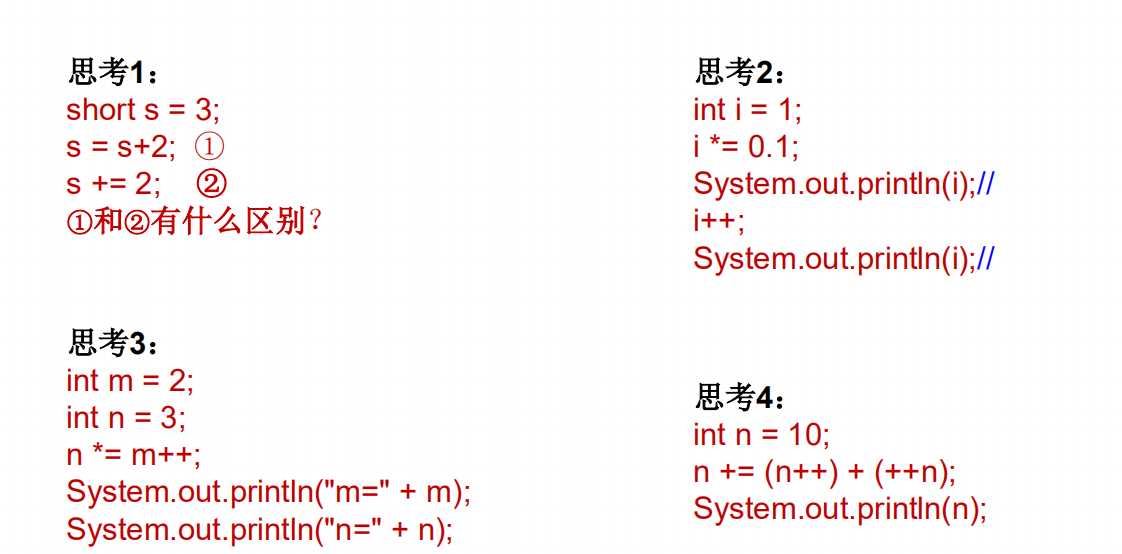 思考1：
short s = 3;
s = s+2; ①
s += 2; ②
①和②有什么区别？
思考2：
int i = 1;
i *= 0.1;
System.out.println(i);//
i++;
System.out.println(i);//
思考3：
int m = 2;
int n = 3;
n *= m++;
System.out.println("m=" + m);
System.out.println("n=" + n);
思考4：
int n = 10;
n += (n++) + (++n);
System.out.println(n);